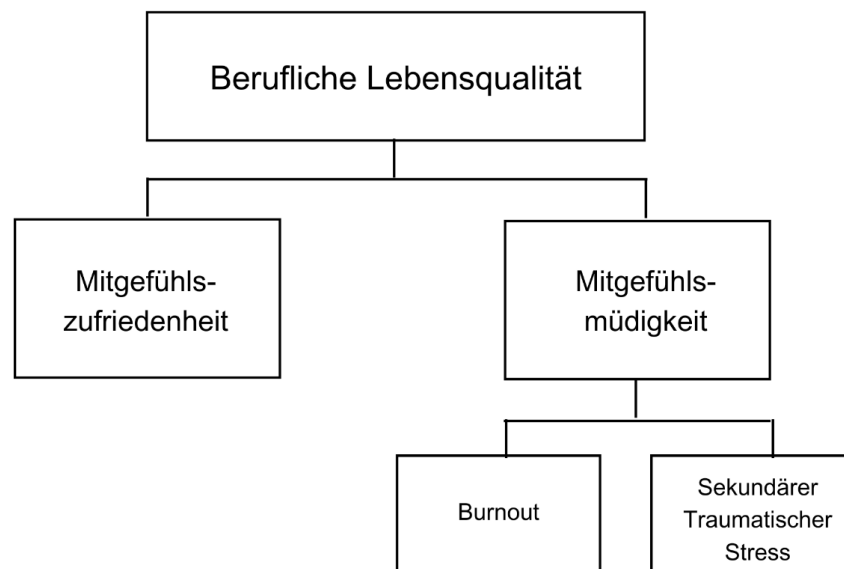 Berufliche Lebensqualität
Mitgefühls-
zufriedenheit
Mitgefühls-
müdigkeit
Burnout
Sekundärer
Traumatischer
Stress